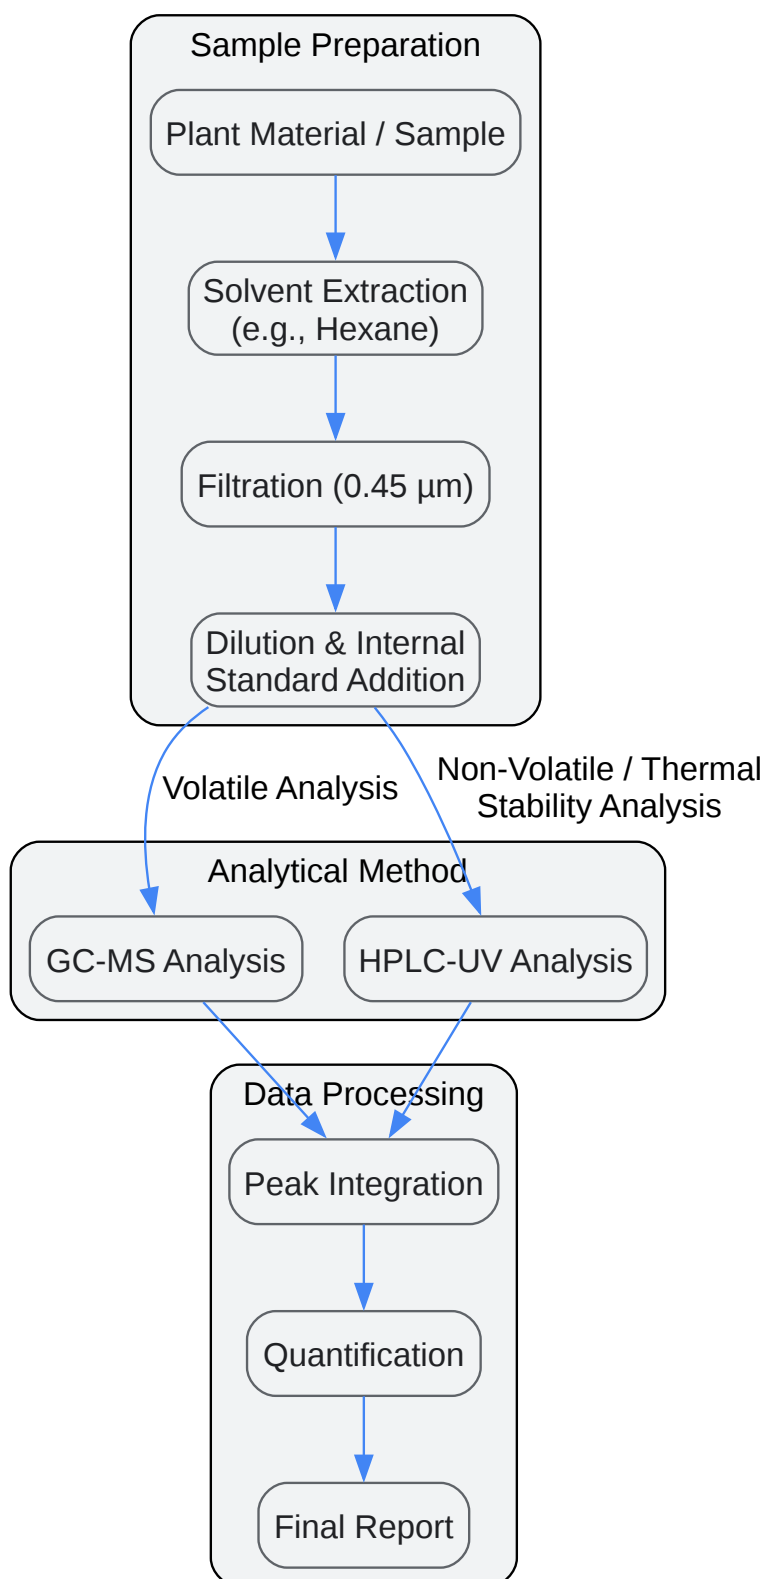 Sample Preparation
Plant Material / Sample
Solvent Extraction
(e.g., Hexane)
Filtration (0.45 µm)
Dilution & Internal
Standard Addition
Volatile Analysis
Non-Volatile / Thermal
Stability Analysis
Analytical Method
GC-MS Analysis
HPLC-UV Analysis
Data Processing
Peak Integration
Quantification
Final Report